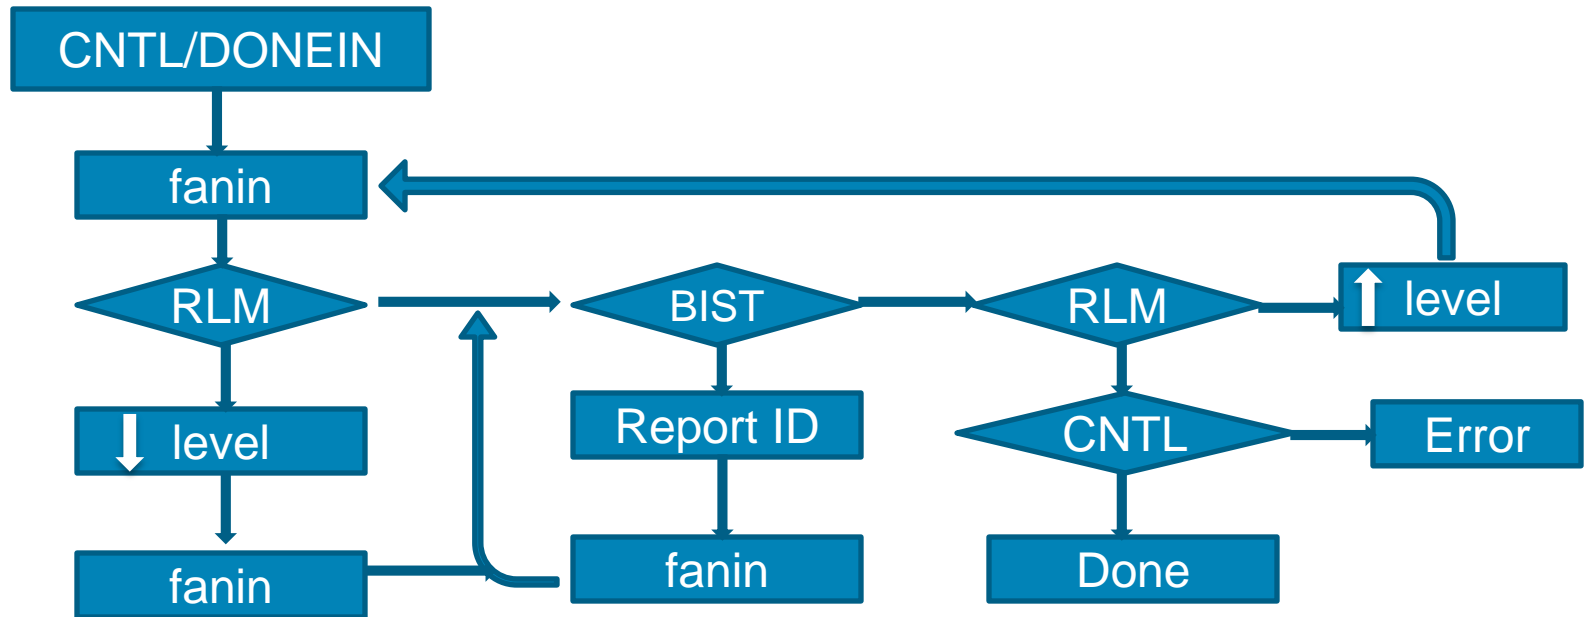 CNTL/DONEIN
fanin
RLM
BIST
RLM
level
level
Report ID
CNTL
Error
fanin
fanin
Done